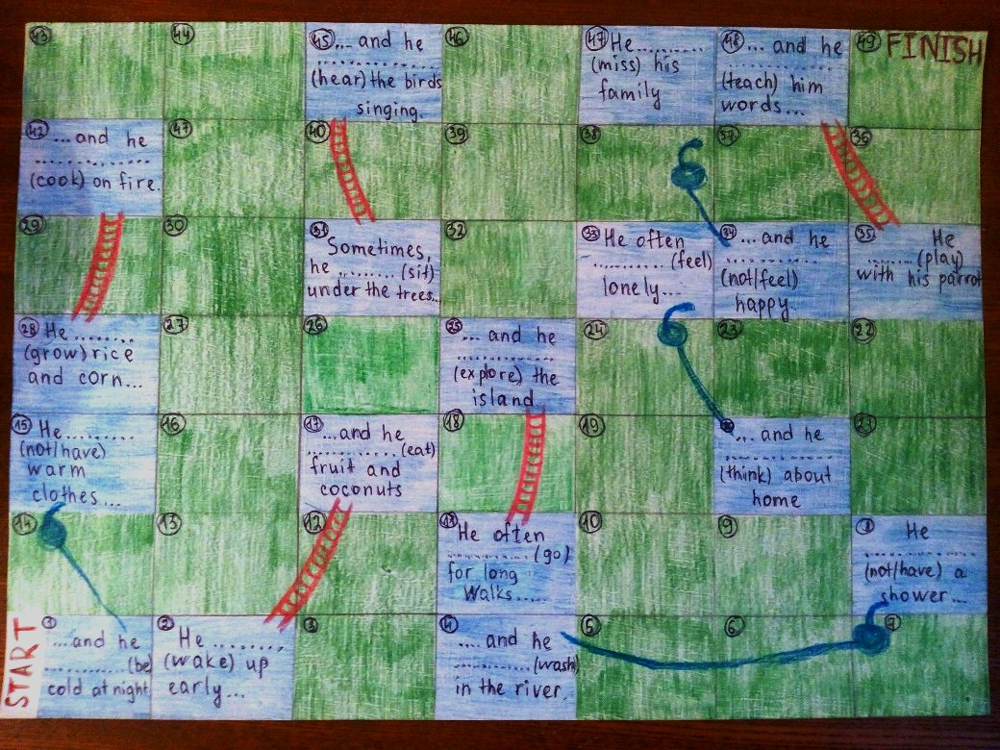 43
44
45 ... and he
(hear) the birds
singing.
46
47 He..........
(miss) his
family
48 ... and he
(teach) him
words...
49 FINISH
42 ... and he
(cook) on fire.
41
40
39
38
37
36
29
30
31
Sometimes,
he ......... (sit)
under the trees...
32
33 He often
........... (feel)
lonely...
34 ... and he
(not/feel)
happy.
35 He
........ (play)
with his parrot
28 He ........
(grow) rice
and corn...
27
26
25 ... and he
(explore) the
island
24
23
22
15 He..........
(not/have)
warm
clothes...
16
17 ...and he
............ (eat)
fruit and
coconuts
18
19
... and he
(think) about
home
21
14
13
12
11
He often
............ (go)
for long
walks.....
10
9
8 He
(not/have) a
shower...
START
1
....and he
........... (be)
cold at night.
2 He ........
(wake) up
early...
3
4
.... and he
.......... (wash)
in the river.
5
6
7